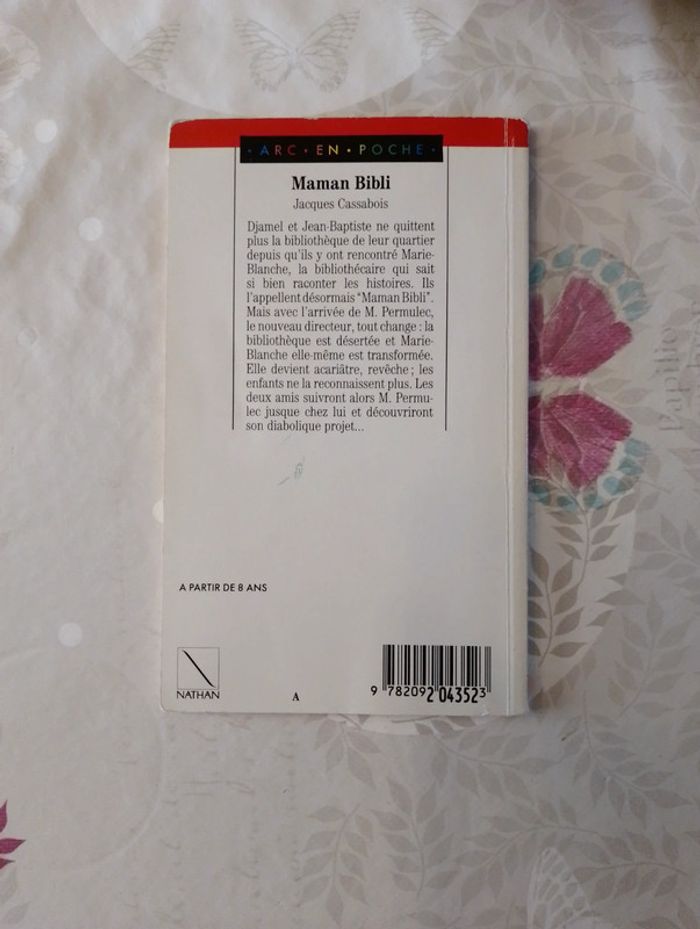 · ARC · EN · POCHE ·
Maman Bibli
Jacques Cassabois
Djamel et Jean-Baptiste ne quittent
plus la bibliothèque de leur quartier
depuis qu'ils y ont rencontré Marie-
Blanche, la bibliothécaire qui sait
si bien raconter les histoires. Ils
l'appellent désormais "Maman Bibli".
Mais avec l'arrivée de M. Permulec,
le nouveau directeur, tout change : la
bibliothèque est désertée et Marie-
Blanche elle-même est transformée.
Elle devient acariâtre, revêche ; les
enfants ne la reconnaissent plus. Les
deux amis suivront alors M. Permu-
lec jusque chez lui et découvriront
son diabolique projet...
Papilio
A PARTIR DE 8 ANS
NATHAN
A
9 782092 043523